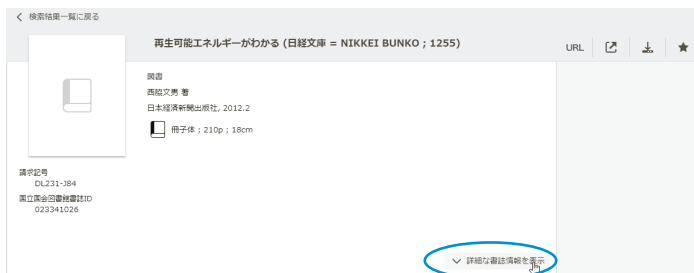 検索結果一覧に戻る
再生可能エネルギーがわかる (日経文庫 = NIKKEI BUNKO ; 1255)
URL
図書
西脇文男 著
日本経済新聞出版社, 2012.2
冊子体 ; 210p ; 18cm
請求記号
DL231-J84
国立国会図書館書誌ID
023341026
詳細な書誌情報を表示